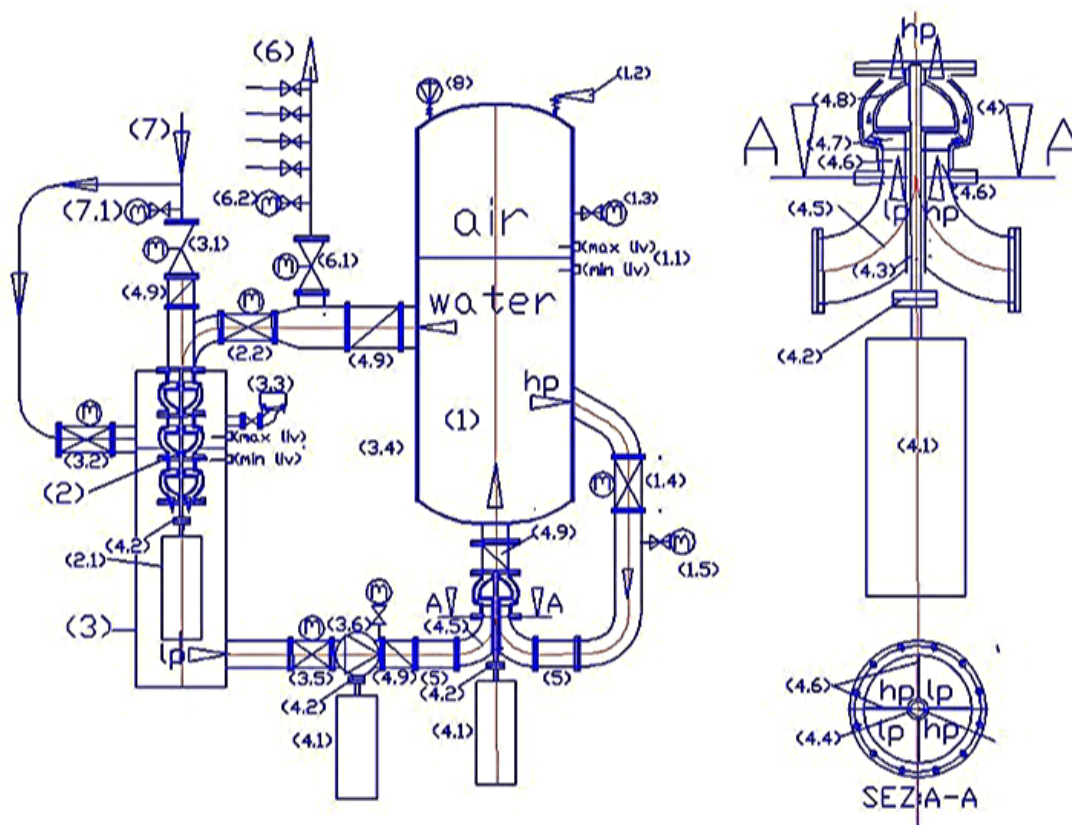 (6)
(8)
(1.2)
(7)
(7.1)
M
(3.1)
M
(6.2)
M
M
(6.1)
air
M
(1.3)
(max liv)
(1.1)
(min liv)
water
(4.9)
M
(2.2)
(4.9)
hp
(1)
(3.4)
(3.3)
M
(3.2)
(max liv)
(min liv)
(2)
M
(1.4)
(4.2)
(2.1)
(4.9)
M
(1.5)
(3)
lp
M
(3.6)
M
A
A
(4.5)
(3.5)
(4.9)
(5)
(4.2)
(5)
(4.2)
(4.1)
(4.1)
hp
(4.8)
(4)
A
A
(4.7)
(4.6)
(4.6)
lp
hp
(4.5)
(4.3)
(4.2)
(4.1)
(4.6)
hp
lp
(4.4)
lp
hp
SEZ:A-A